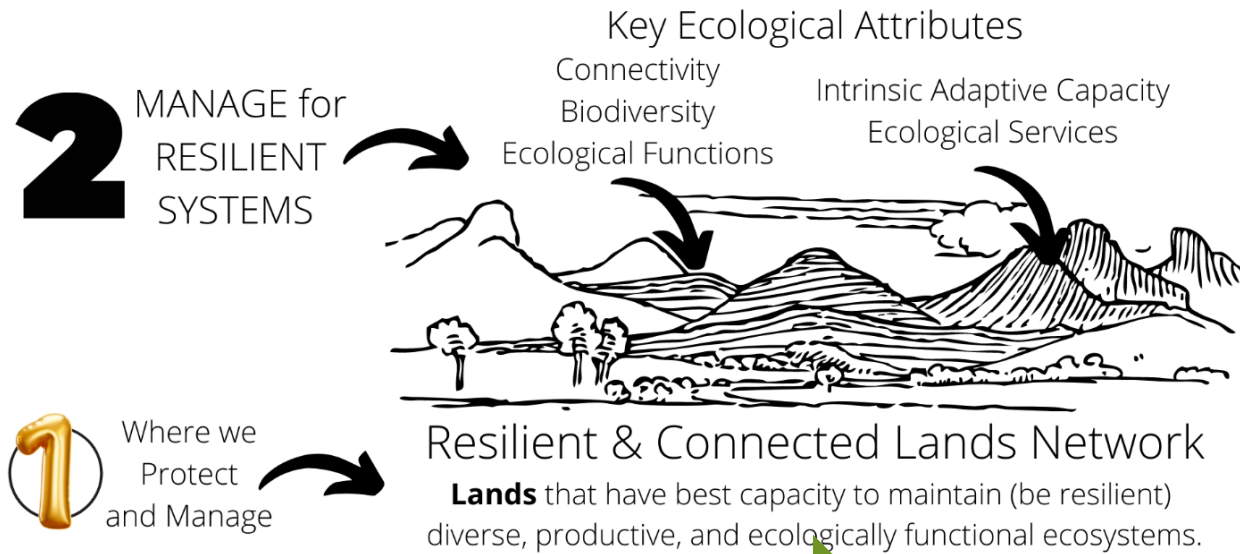 Key Ecological Attributes
Connectivity
Biodiversity
Ecological Functions
Intrinsic Adaptive Capacity
Ecological Services
2
MANAGE for
RESILIENT
SYSTEMS
1
Where we
Protect
and Manage
Resilient & Connected Lands Network
Lands that have best capacity to maintain (be resilient)
diverse, productive, and ecologically functional ecosystems.